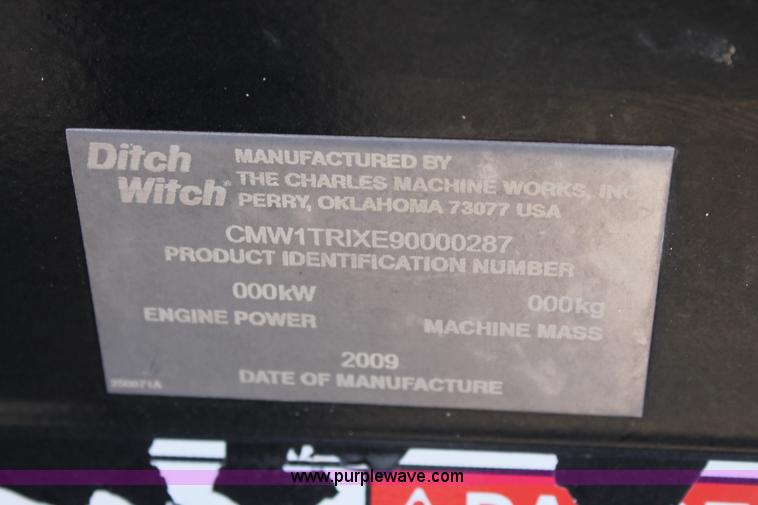 Ditch Witch®
MANUFACTURED BY
THE CHARLES MACHINE WORKS, INC.
PERRY, OKLAHOMA 73077 USA
CMW1TRIXE90000287
PRODUCT IDENTIFICATION NUMBER
000kW 000kg
ENGINE POWER MACHINE MASS
2009
DATE OF MANUFACTURE
www.purplewave.com